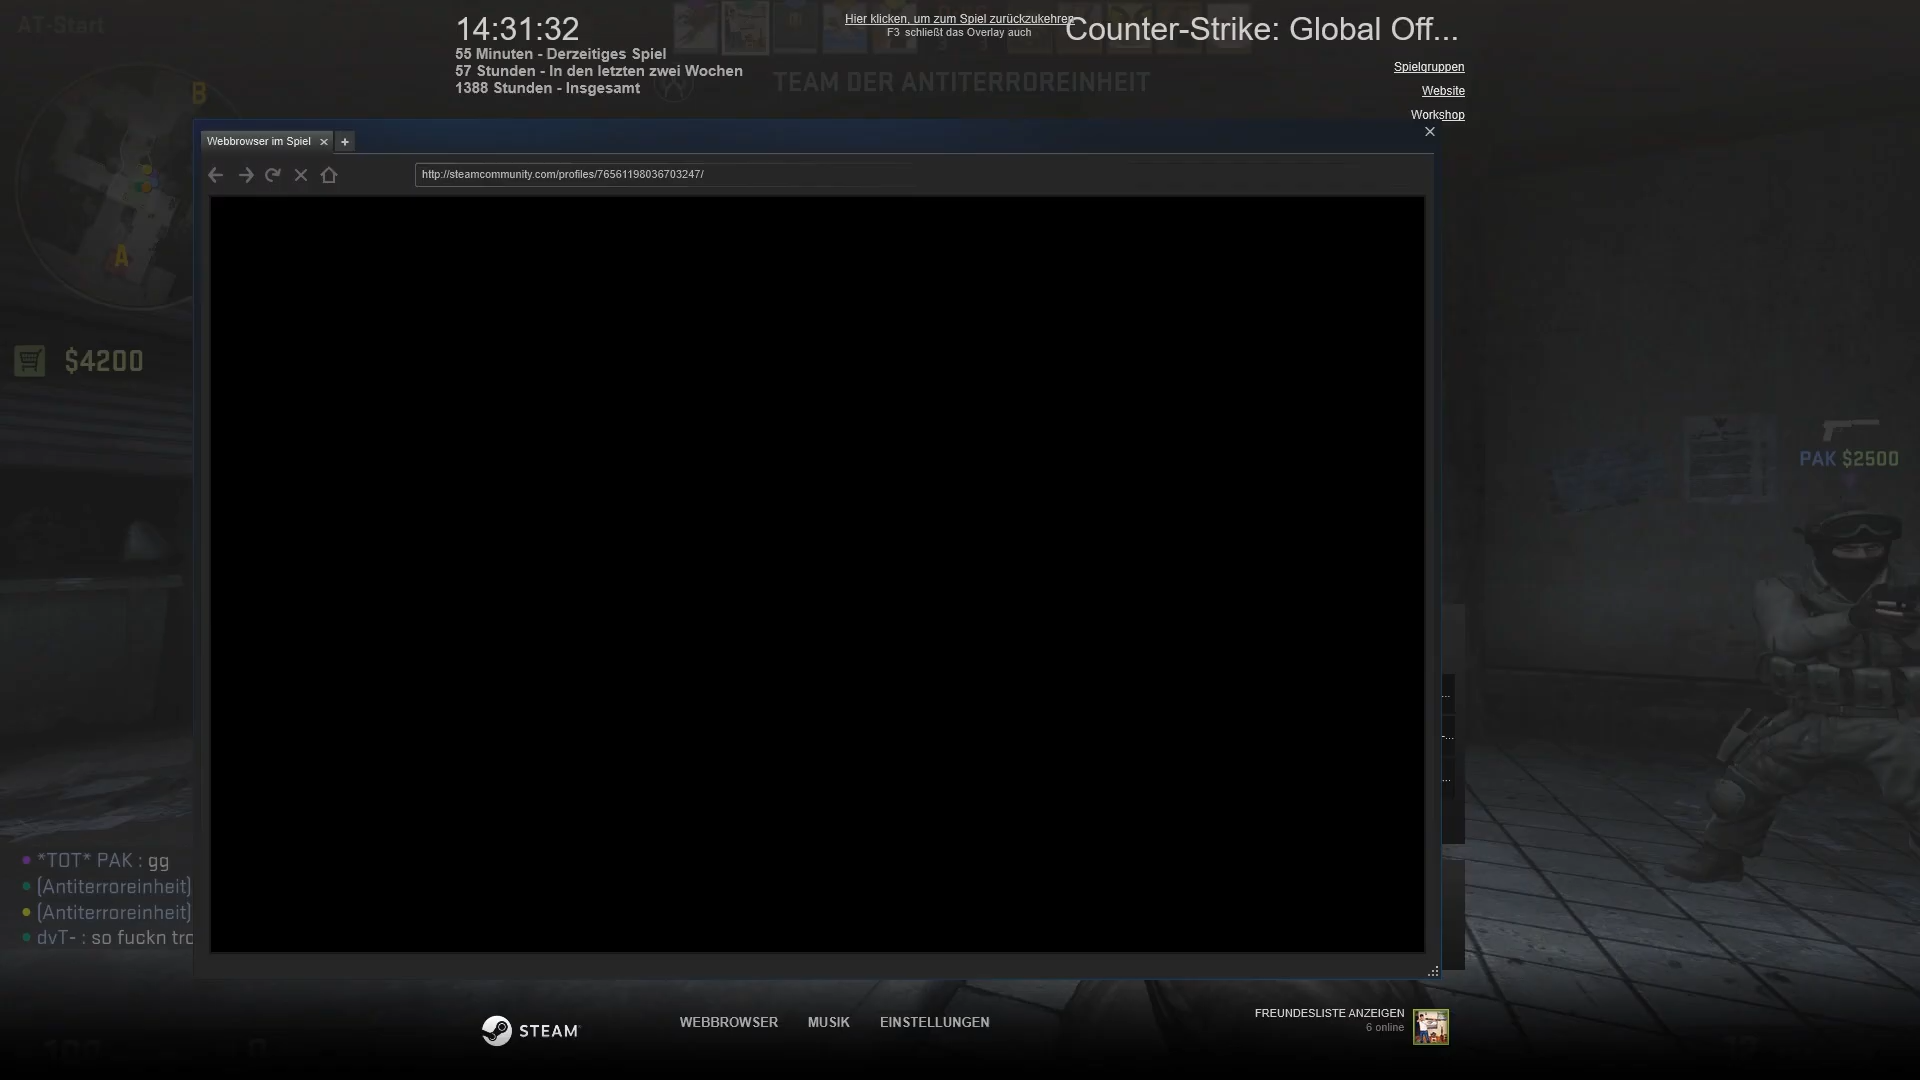 AT-Start
14:31:32
55 Minuten - Derzeitiges Spiel
57 Stunden - In den letzten zwei Wochen
1388 Stunden - Insgesamt
Hier klicken, um zum Spiel zurückzukehren
F3 schließt das Overlay auch
Counter-Strike: Global Off...
Spielgruppen
Website
Workshop
TEAM DER ANTITERROREINHEIT
B
A
Webbrowser im Spiel
http://steamcommunity.com/profiles/76561198036703247/
$4200
PAK $2500
*TOT* PAK : gg
(Antiterroreinheit)
(Antiterroreinheit)
dvT- : so fuckn tro
STEAM
WEBBROWSER MUSIK EINSTELLUNGEN
FREUNDESLISTE ANZEIGEN
6 online